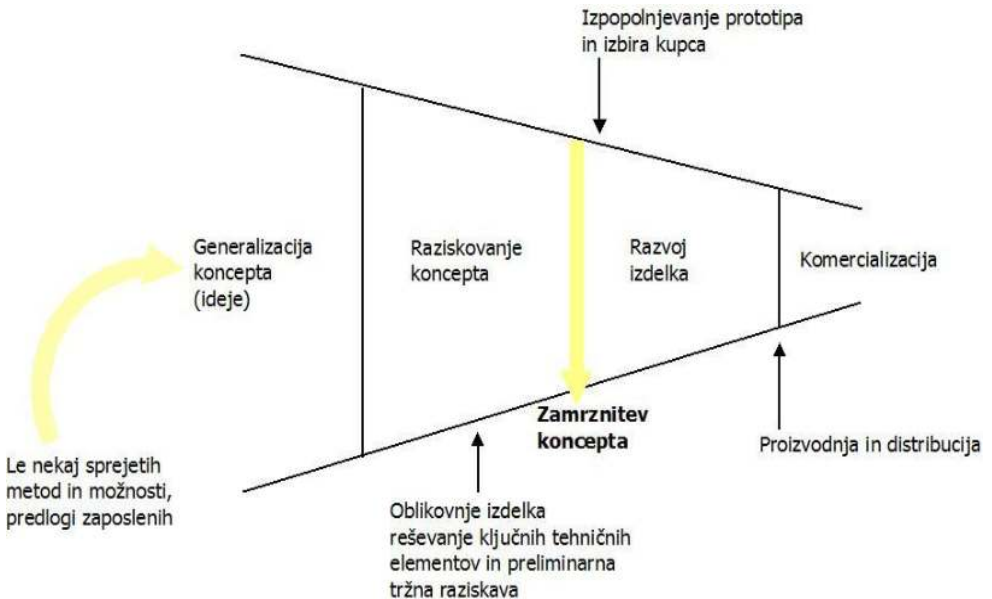 Izpopolnjevanje prototipa
in izbira kupca
Generalizacija
koncepta
(ideje)
Raziskovanje
koncepta
Razvoj
izdelka
Komercializacija
Zamrznitev
koncepta
Proizvodnja in distribucija
Le nekaj sprejetih
metod in možnosti,
predlogi zaposlenih
Oblikovnje izdelka
reševanje ključnih tehničnih
elementov in preliminarna
tržna raziskava